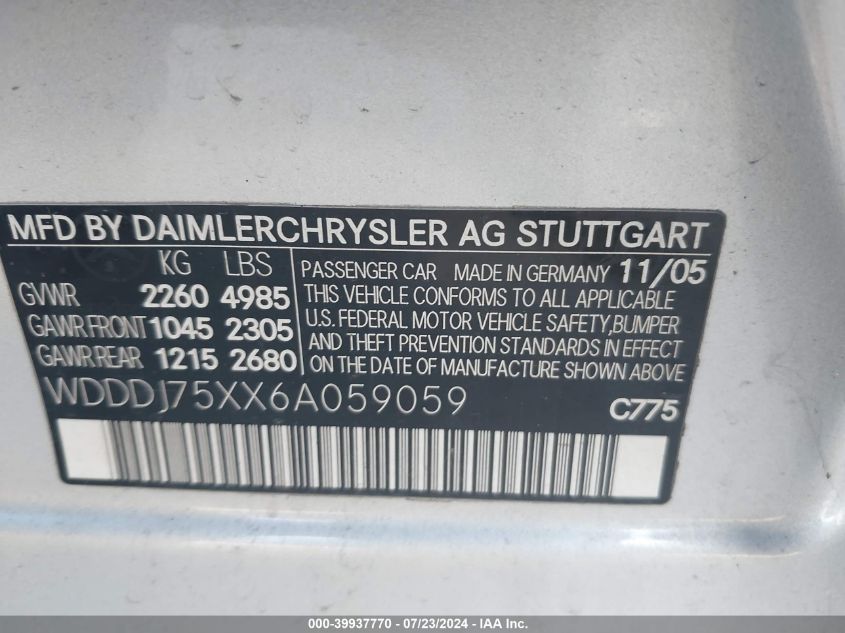 MFD BY DAIMLERCHRYSLER AG STUTTGART
KG LBS
GVWR 2260 4985
GAWR FRONT 1045 2305
GAWR REAR 1215 2680
PASSENGER CAR MADE IN GERMANY 11/05
THIS VEHICLE CONFORMS TO ALL APPLICABLE
U.S. FEDERAL MOTOR VEHICLE SAFETY,BUMPER
AND THEFT PREVENTION STANDARDS IN EFFECT
ON THE DATE OF MANUFACTURE SHOWN ABOVE.
WDDDJ75XX6A059059
C775
000-39937770 - 07/23/2024 - IAA Inc.